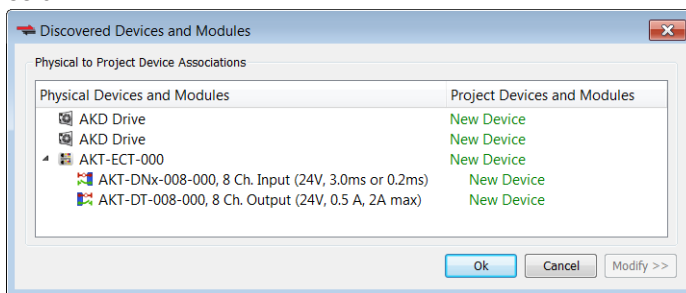 Discovered Devices and Modules
Physical to Project Device Associations
Physical Devices and Modules Project Devices and Modules
AKD Drive New Device
AKD Drive New Device
AKT-ECT-000 New Device
AKT-DNx-008-000, 8 Ch. Input (24V, 3.0ms or 0.2ms) New Device
AKT-DT-008-000, 8 Ch. Output (24V, 0.5 A, 2A max) New Device
Ok Cancel Modify >>